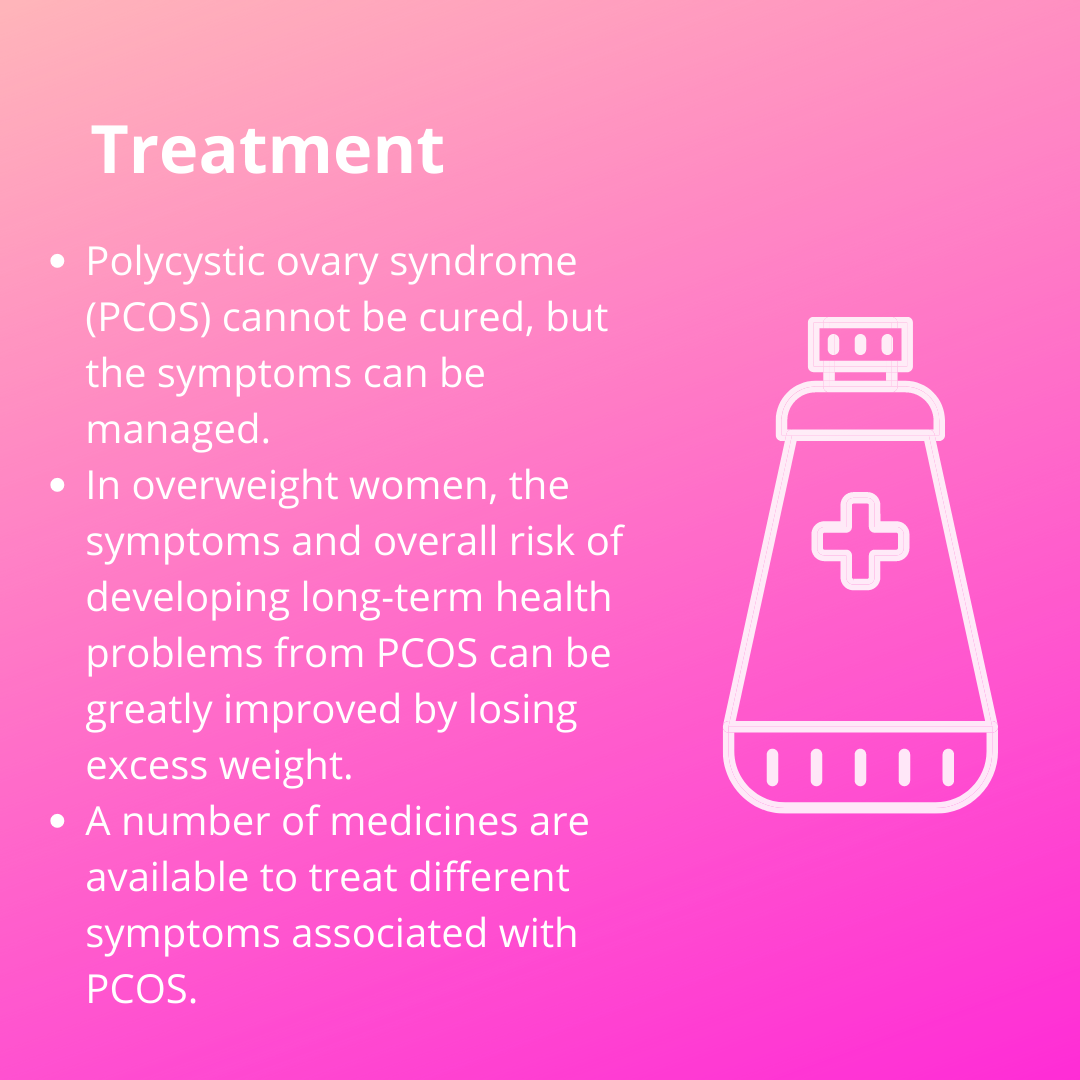 Treatment
• Polycystic ovary syndrome
(PCOS) cannot be cured, but
the symptoms can be
managed.
• In overweight women, the
symptoms and overall risk of
developing long-term health
problems from PCOS can be
greatly improved by losing
excess weight.
• A number of medicines are
available to treat different
symptoms associated with
PCOS.